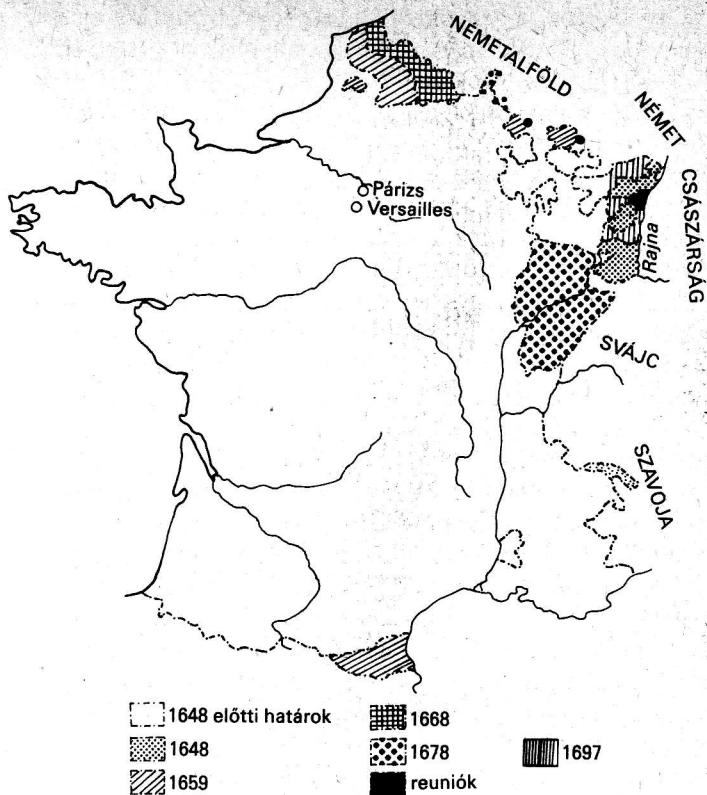 NÉMETALFÖLD
NÉMET
CSÁSZÁRSÁG
Párizs
Versailles
Rajna
SVÁJC
SZAVOJA
1648 előtti határok
1648
1659
1668
1678
reuniók
1697